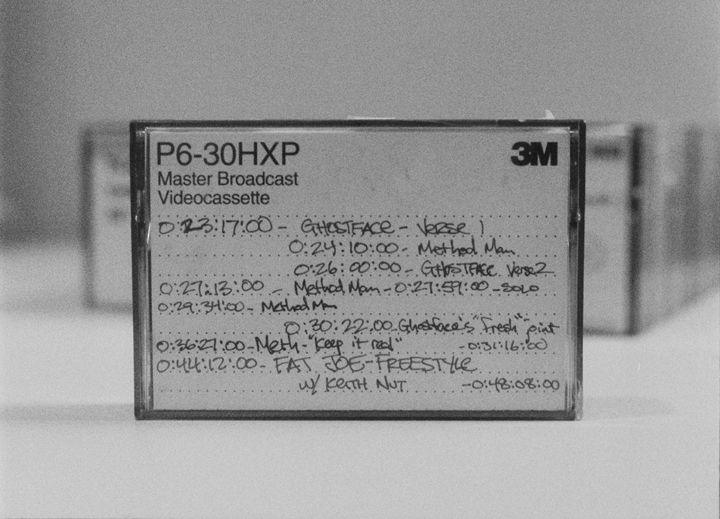 P6-30HXP 3M
Master Broadcast
Videocassette
0:23:17:00 - GHOSTFACE - Verse 1
0:24:10:00 - Method Man
0:26:00:00 - GHOSTFACE Verse 2
0:27:13:00 - Method Man - 0:27:59:00 - SOLO
0:29:34:00 - Method Man
0:30:22:00 - Ghostface's "Fresh" joint
0:36:27:00 - Meth - "Keep it real" - 0:31:16:00
0:44:12:00 - FAT JOE - FREESTYLE
W/ KEITH NUT - 0:48:08:00